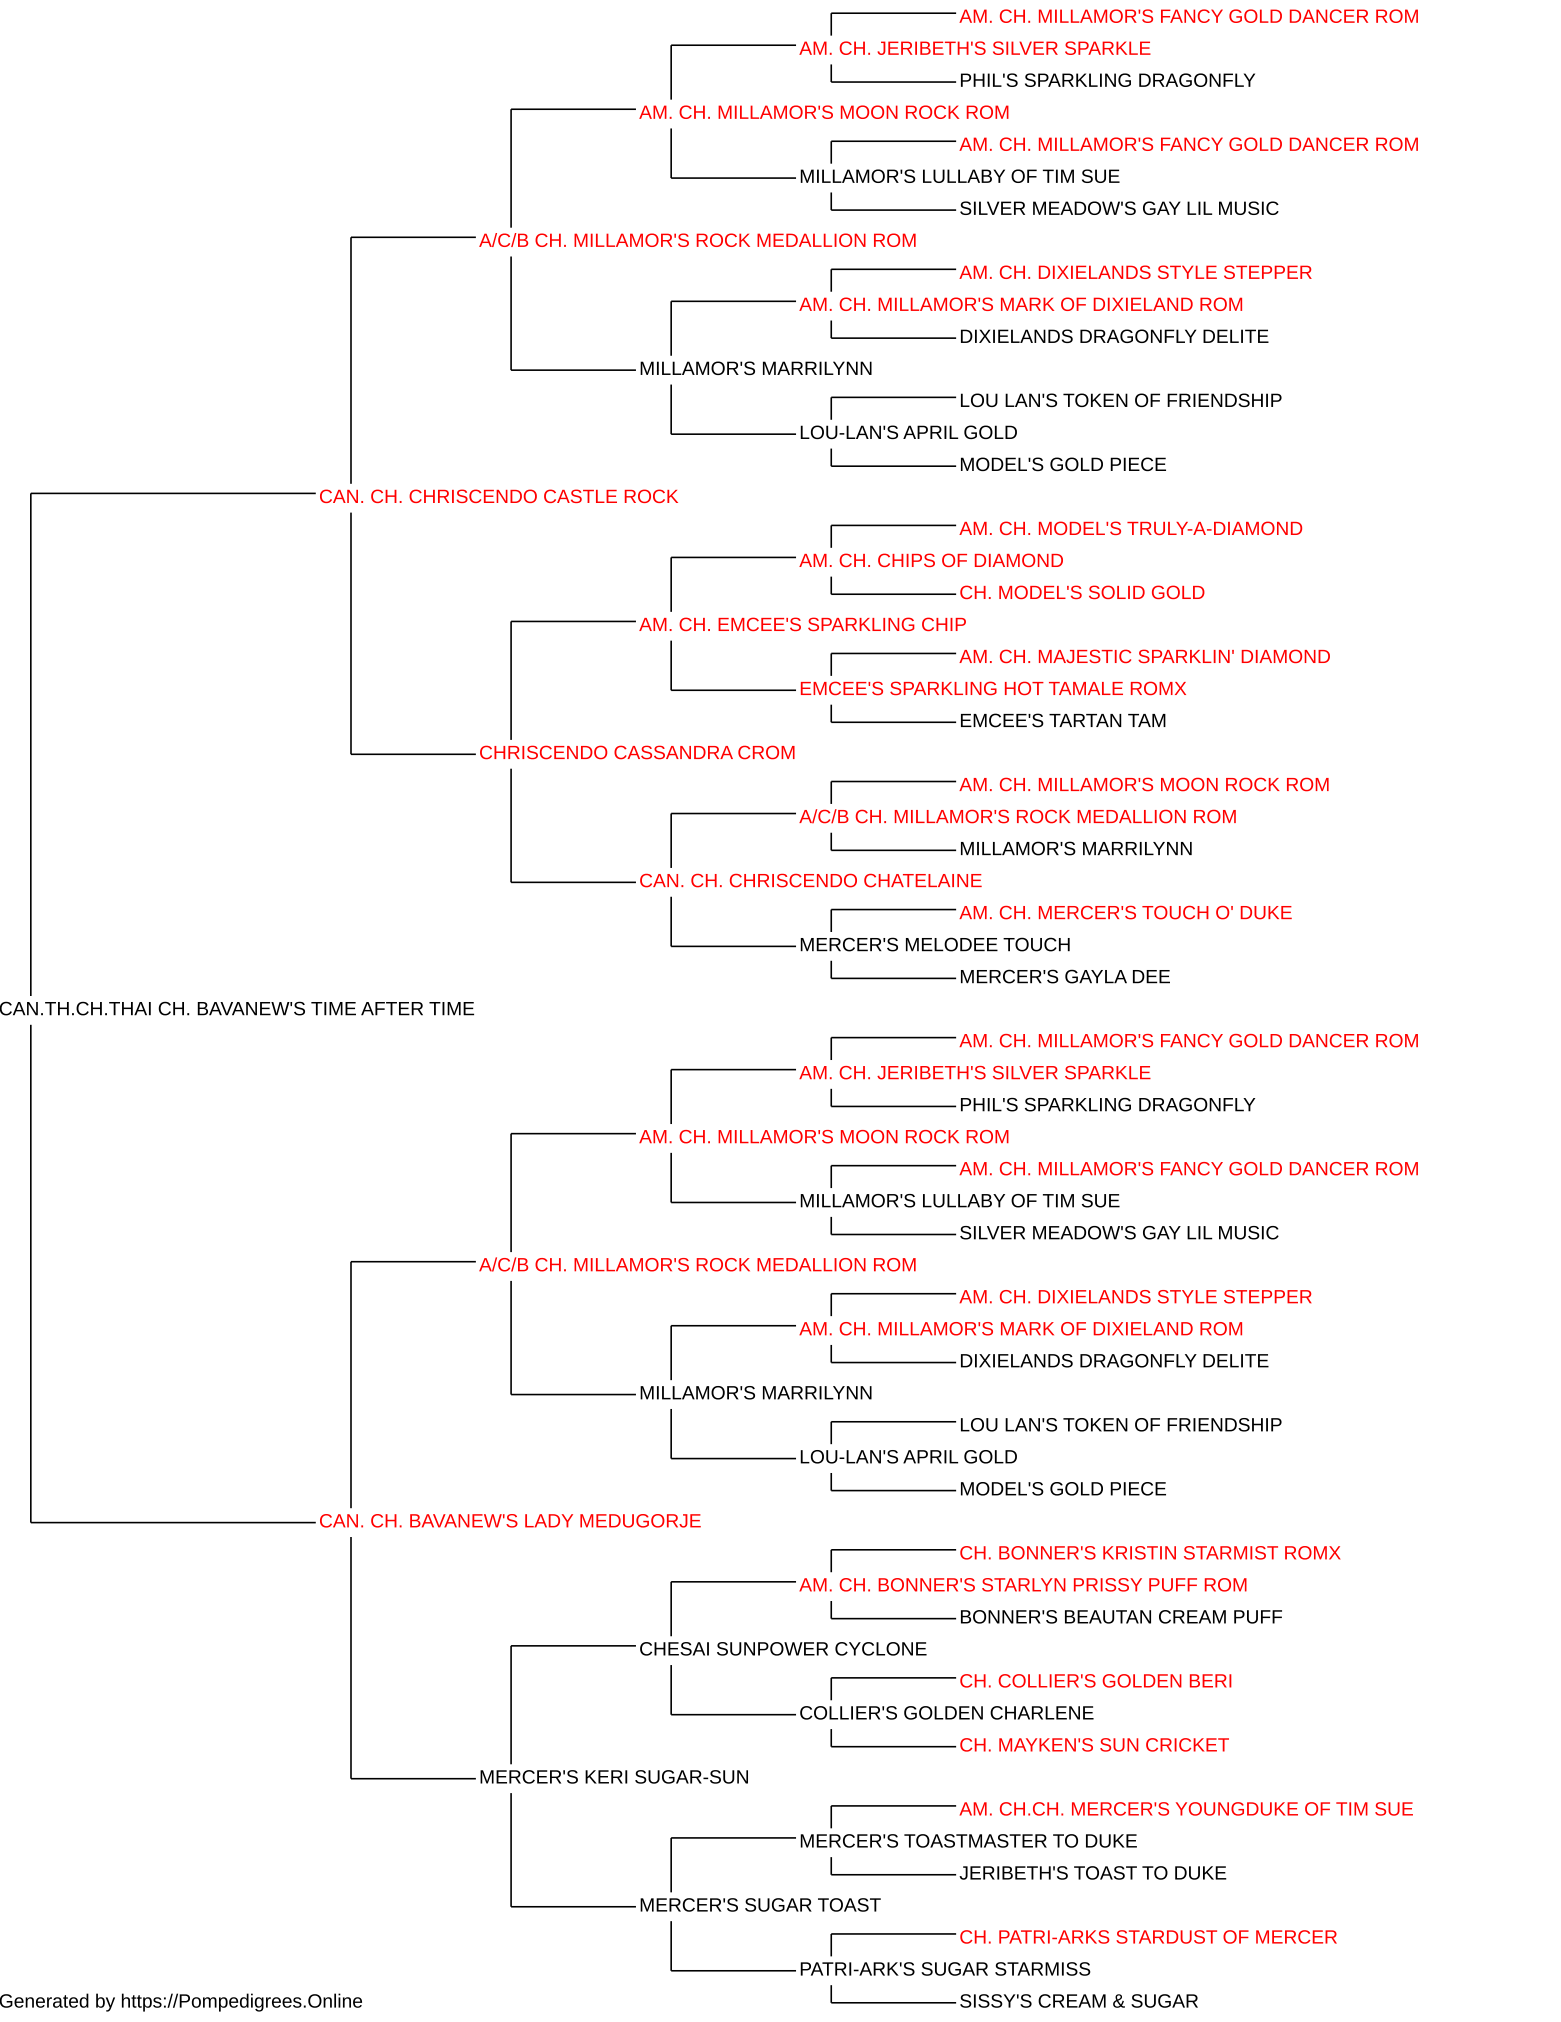 AM. CH. MILLAMOR'S FANCY GOLD DANCER ROM
AM. CH. JERIBETH'S SILVER SPARKLE
PHIL'S SPARKLING DRAGONFLY
AM. CH. MILLAMOR'S MOON ROCK ROM
AM. CH. MILLAMOR'S FANCY GOLD DANCER ROM
MILLAMOR'S LULLABY OF TIM SUE
SILVER MEADOW'S GAY LIL MUSIC
A/C/B CH. MILLAMOR'S ROCK MEDALLION ROM
AM. CH. DIXIELANDS STYLE STEPPER
AM. CH. MILLAMOR'S MARK OF DIXIELAND ROM
DIXIELANDS DRAGONFLY DELITE
MILLAMOR'S MARRILYNN
LOU LAN'S TOKEN OF FRIENDSHIP
LOU-LAN'S APRIL GOLD
MODEL'S GOLD PIECE
CAN. CH. CHRISCENDO CASTLE ROCK
AM. CH. MODEL'S TRULY-A-DIAMOND
AM. CH. CHIPS OF DIAMOND
CH. MODEL'S SOLID GOLD
AM. CH. EMCEE'S SPARKLING CHIP
AM. CH. MAJESTIC SPARKLIN' DIAMOND
EMCEE'S SPARKLING HOT TAMALE ROMX
EMCEE'S TARTAN TAM
CHRISCENDO CASSANDRA CROM
AM. CH. MILLAMOR'S MOON ROCK ROM
A/C/B CH. MILLAMOR'S ROCK MEDALLION ROM
MILLAMOR'S MARRILYNN
CAN. CH. CHRISCENDO CHATELAINE
AM. CH. MERCER'S TOUCH O' DUKE
MERCER'S MELODEE TOUCH
MERCER'S GAYLA DEE
CAN.TH.CH.THAI CH. BAVANEW'S TIME AFTER TIME
AM. CH. MILLAMOR'S FANCY GOLD DANCER ROM
AM. CH. JERIBETH'S SILVER SPARKLE
PHIL'S SPARKLING DRAGONFLY
AM. CH. MILLAMOR'S MOON ROCK ROM
AM. CH. MILLAMOR'S FANCY GOLD DANCER ROM
MILLAMOR'S LULLABY OF TIM SUE
SILVER MEADOW'S GAY LIL MUSIC
A/C/B CH. MILLAMOR'S ROCK MEDALLION ROM
AM. CH. DIXIELANDS STYLE STEPPER
AM. CH. MILLAMOR'S MARK OF DIXIELAND ROM
DIXIELANDS DRAGONFLY DELITE
MILLAMOR'S MARRILYNN
LOU LAN'S TOKEN OF FRIENDSHIP
LOU-LAN'S APRIL GOLD
MODEL'S GOLD PIECE
CAN. CH. BAVANEW'S LADY MEDUGORJE
CH. BONNER'S KRISTIN STARMIST ROMX
AM. CH. BONNER'S STARLYN PRISSY PUFF ROM
BONNER'S BEAUTAN CREAM PUFF
CHESAI SUNPOWER CYCLONE
CH. COLLIER'S GOLDEN BERI
COLLIER'S GOLDEN CHARLENE
CH. MAYKEN'S SUN CRICKET
MERCER'S KERI SUGAR-SUN
AM. CH.CH. MERCER'S YOUNGDUKE OF TIM SUE
MERCER'S TOASTMASTER TO DUKE
JERIBETH'S TOAST TO DUKE
MERCER'S SUGAR TOAST
CH. PATRI-ARKS STARDUST OF MERCER
PATRI-ARK'S SUGAR STARMISS
SISSY'S CREAM & SUGAR
Generated by https://Pompedigrees.Online